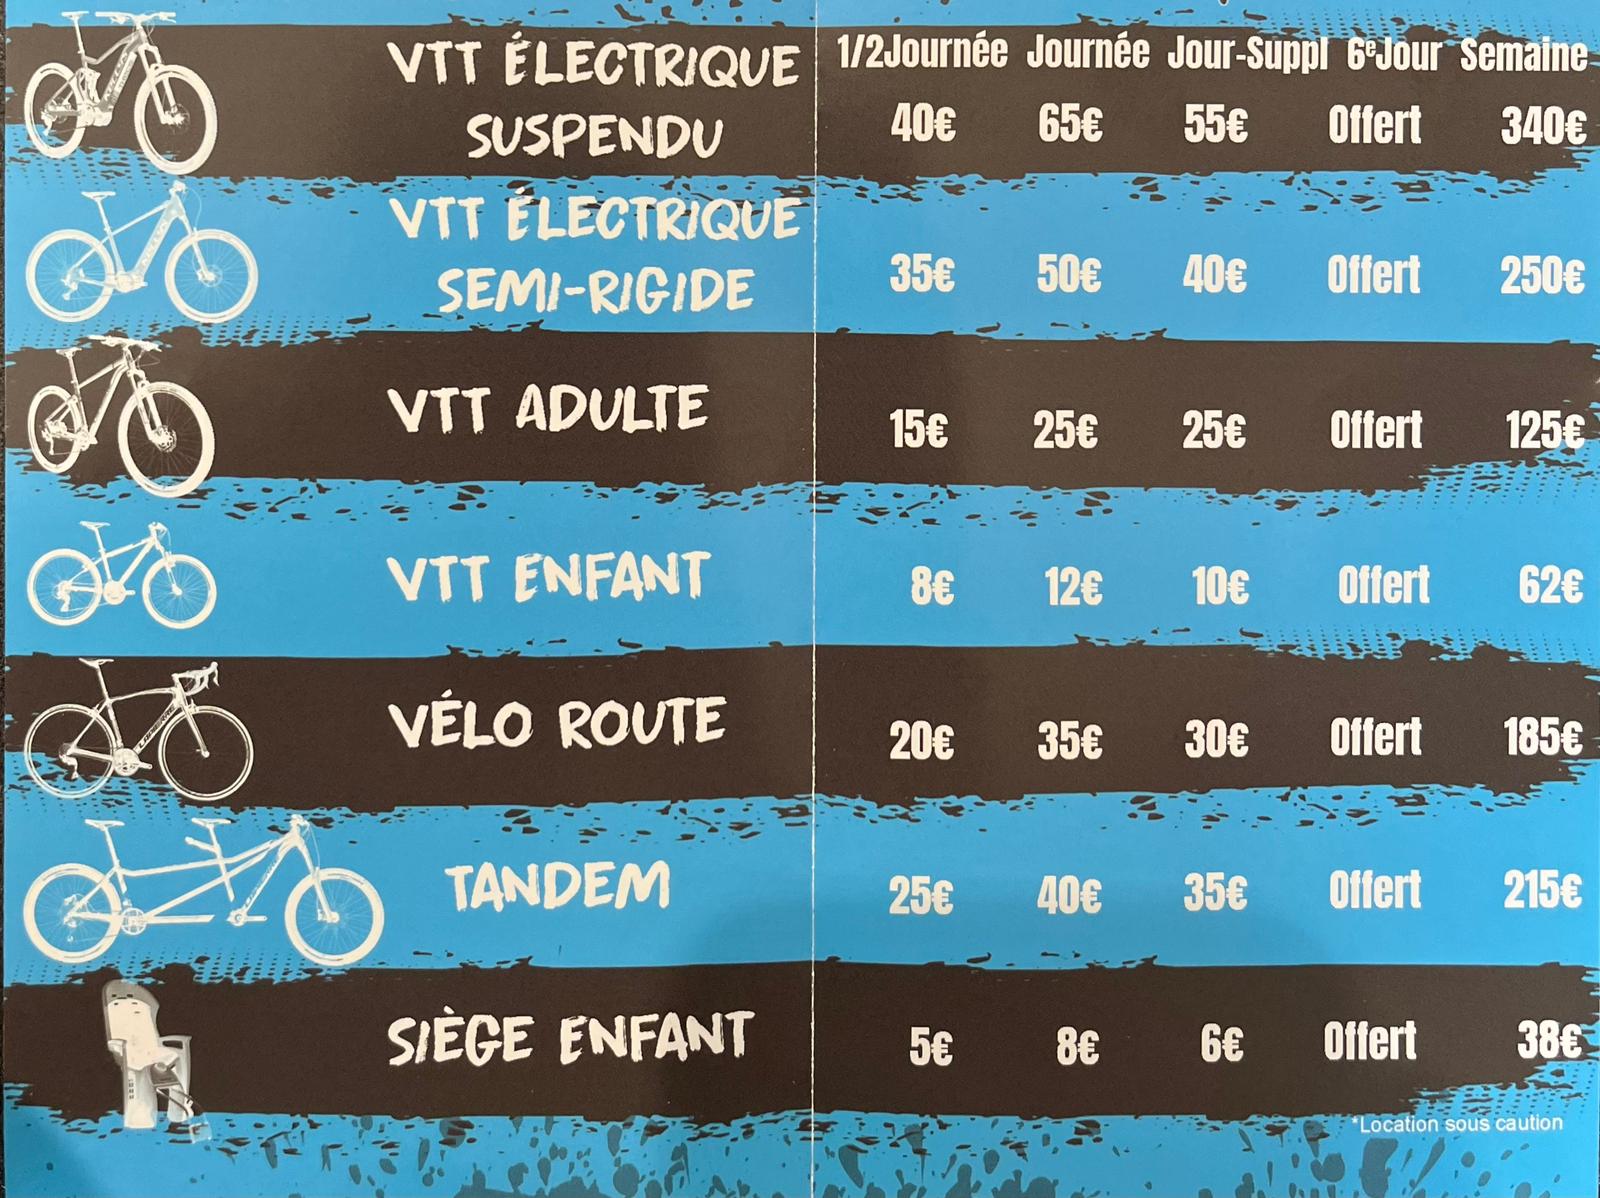 1/2Journée Journée Jour-Suppl 6eJour Semaine
VTT ÉLECTRIQUE
SUSPENDU
40€ 65€ 55€ Offert 340€
VTT ÉLECTRIQUE
SEMI-RIGIDE
35€ 50€ 40€ Offert 250€
VTT ADULTE 15€ 25€ 25€ Offert 125€
VTT ENFANT 8€ 12€ 10€ Offert 62€
VÉLO ROUTE 20€ 35€ 30€ Offert 185€
TANDEM 25€ 40€ 35€ Offert 215€
SIÈGE ENFANT 5€ 8€ 6€ Offert 38€
*Location sous caution